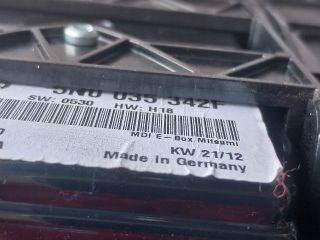 5N0 035 342F
SW: 0530 HW: H18
MDI E-Box Mitsumi
KW 21/12
Made in Germany